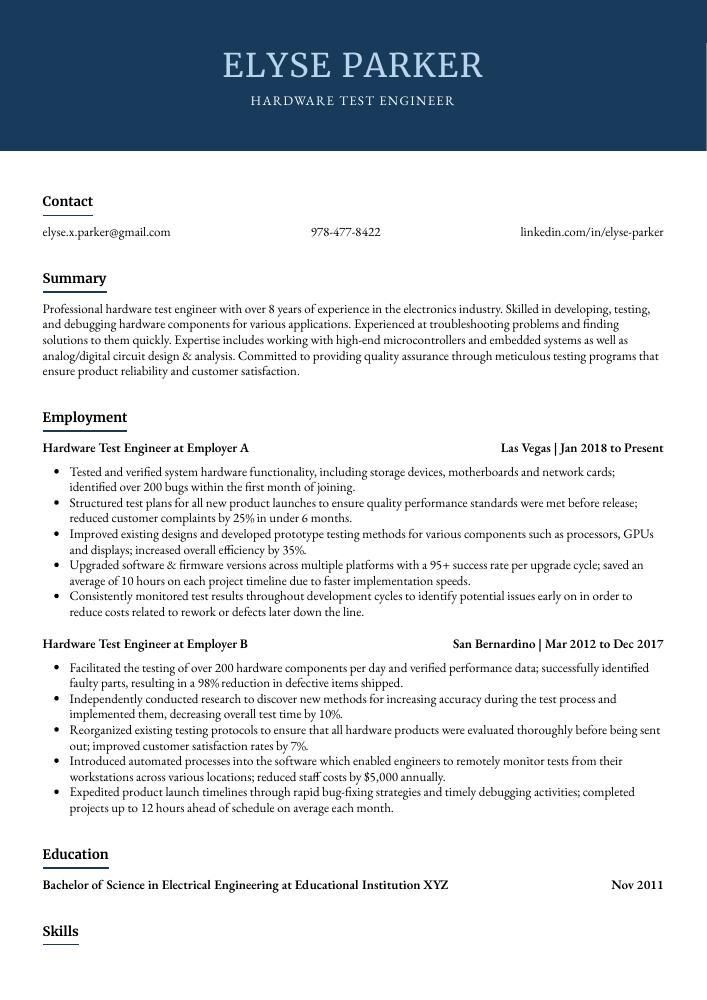 ELYSE PARKER
HARDWARE TEST ENGINEER
Contact
elyse.x.parker@gmail.com 978-477-8422 linkedin.com/in/elyse-parker
Summary
Professional hardware test engineer with over 8 years of experience in the electronics industry. Skilled in developing, testing,
and debugging hardware components for various applications. Experienced at troubleshooting problems and finding
solutions to them quickly. Expertise includes working with high-end microcontrollers and embedded systems as well as
analog/digital circuit design & analysis. Committed to providing quality assurance through meticulous testing programs that
ensure product reliability and customer satisfaction.
Employment
Hardware Test Engineer at Employer A Las Vegas | Jan 2018 to Present
• Tested and verified system hardware functionality, including storage devices, motherboards and network cards;
identified over 200 bugs within the first month of joining.
• Structured test plans for all new product launches to ensure quality performance standards were met before release;
reduced customer complaints by 25% in under 6 months.
• Improved existing designs and developed prototype testing methods for various components such as processors, GPUs
and displays; increased overall efficiency by 35%.
• Upgraded software & firmware versions across multiple platforms with a 95+ success rate per upgrade cycle; saved an
average of 10 hours on each project timeline due to faster implementation speeds.
• Consistently monitored test results throughout development cycles to identify potential issues early on in order to
reduce costs related to rework or defects later down the line.
Hardware Test Engineer at Employer B San Bernardino | Mar 2012 to Dec 2017
• Facilitated the testing of over 200 hardware components per day and verified performance data; successfully identified
faulty parts, resulting in a 98% reduction in defective items shipped.
• Independently conducted research to discover new methods for increasing accuracy during the test process and
implemented them, decreasing overall test time by 10%.
• Reorganized existing testing protocols to ensure that all hardware products were evaluated thoroughly before being sent
out; improved customer satisfaction rates by 7%.
• Introduced automated processes into the software which enabled engineers to remotely monitor tests from their
workstations across various locations; reduced staff costs by $5,000 annually.
• Expedited product launch timelines through rapid bug-fixing strategies and timely debugging activities; completed
projects up to 12 hours ahead of schedule on average each month.
Education
Bachelor of Science in Electrical Engineering at Educational Institution XYZ Nov 2011
Skills